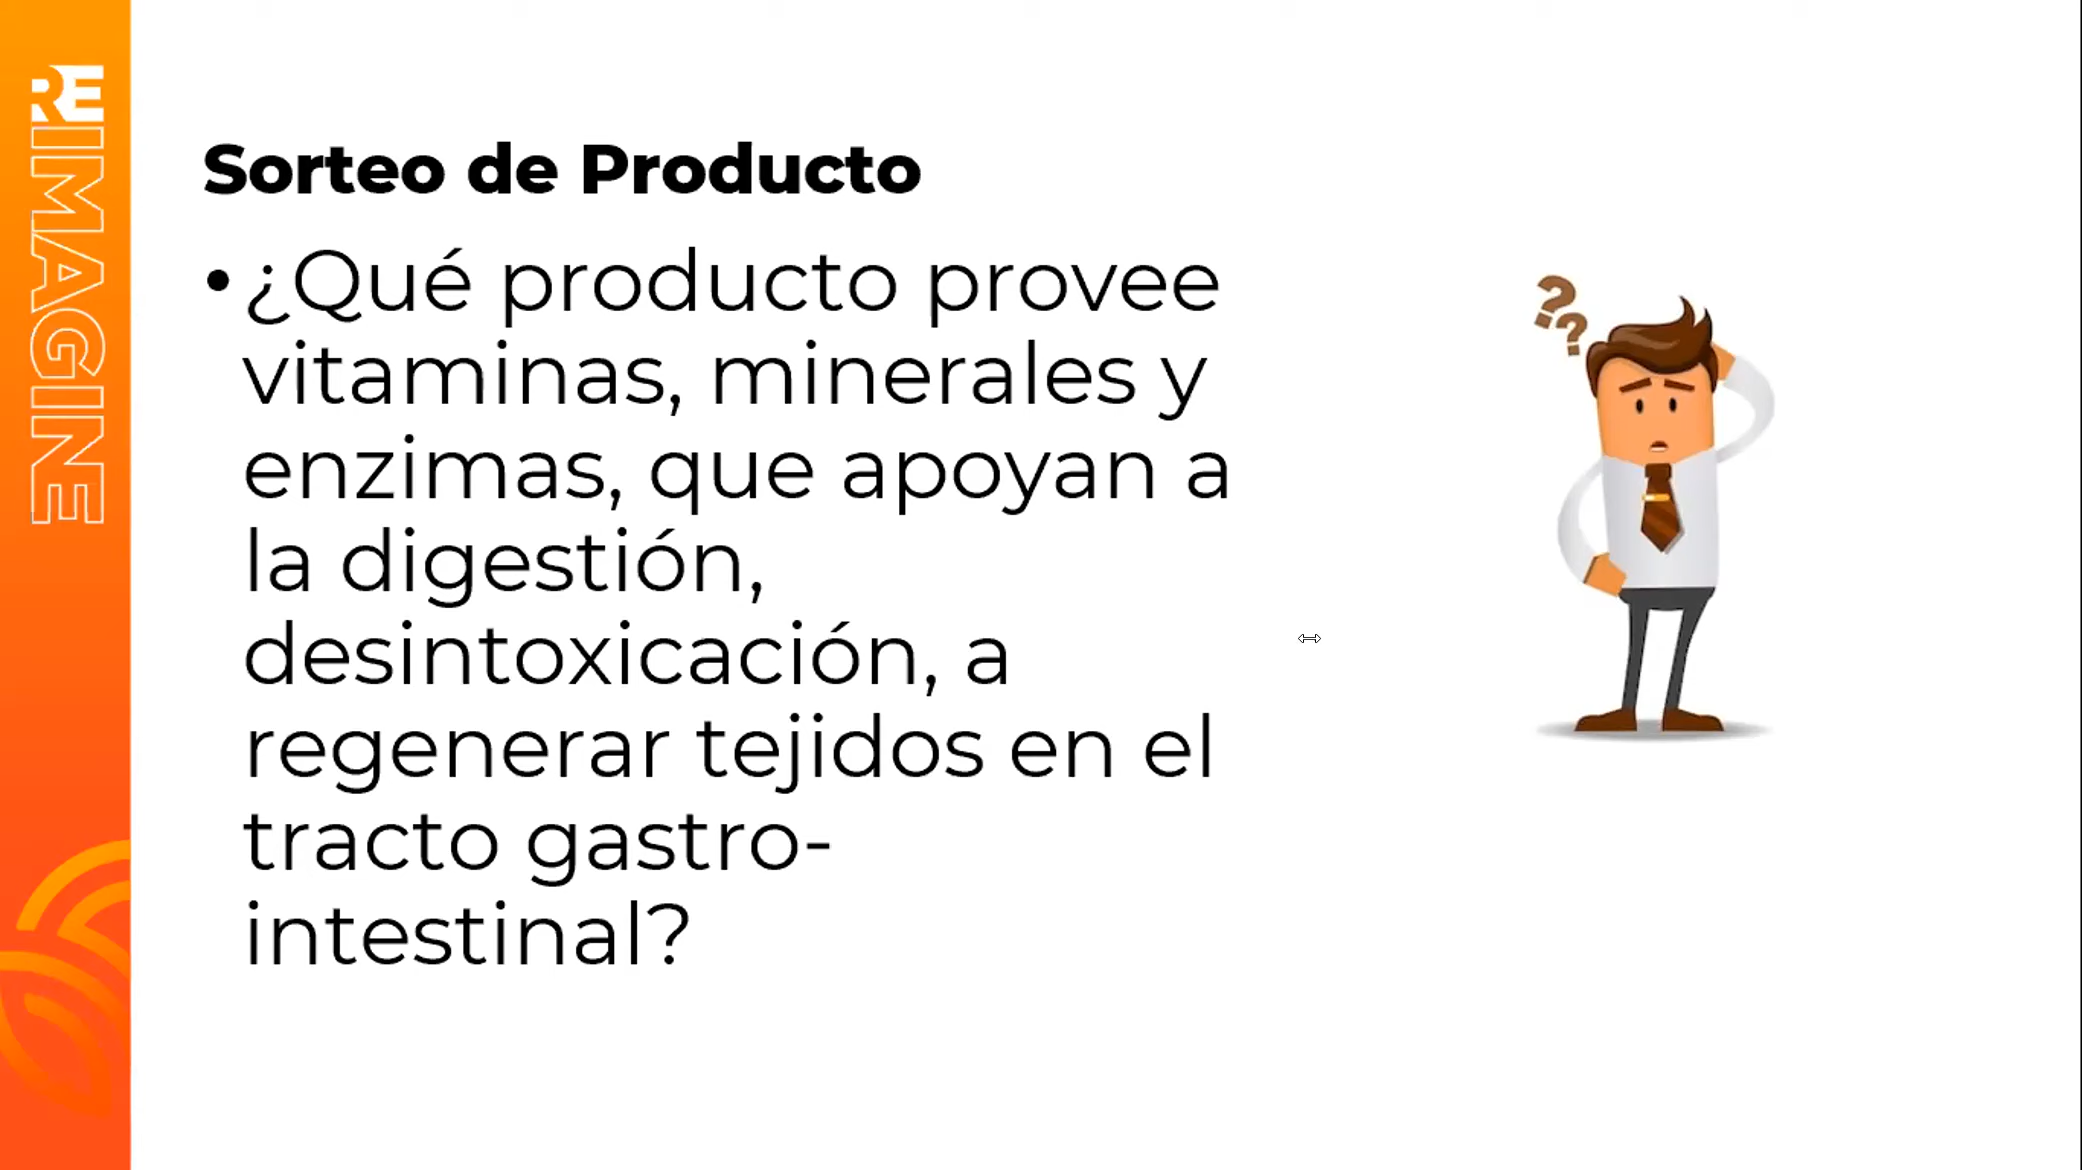 REIMAGINE
Sorteo de Producto
• ¿Qué producto provee
vitaminas, minerales y
enzimas, que apoyan a
la digestión,
desintoxicación, a
regenerar tejidos en el
tracto gastro-
intestinal?
??